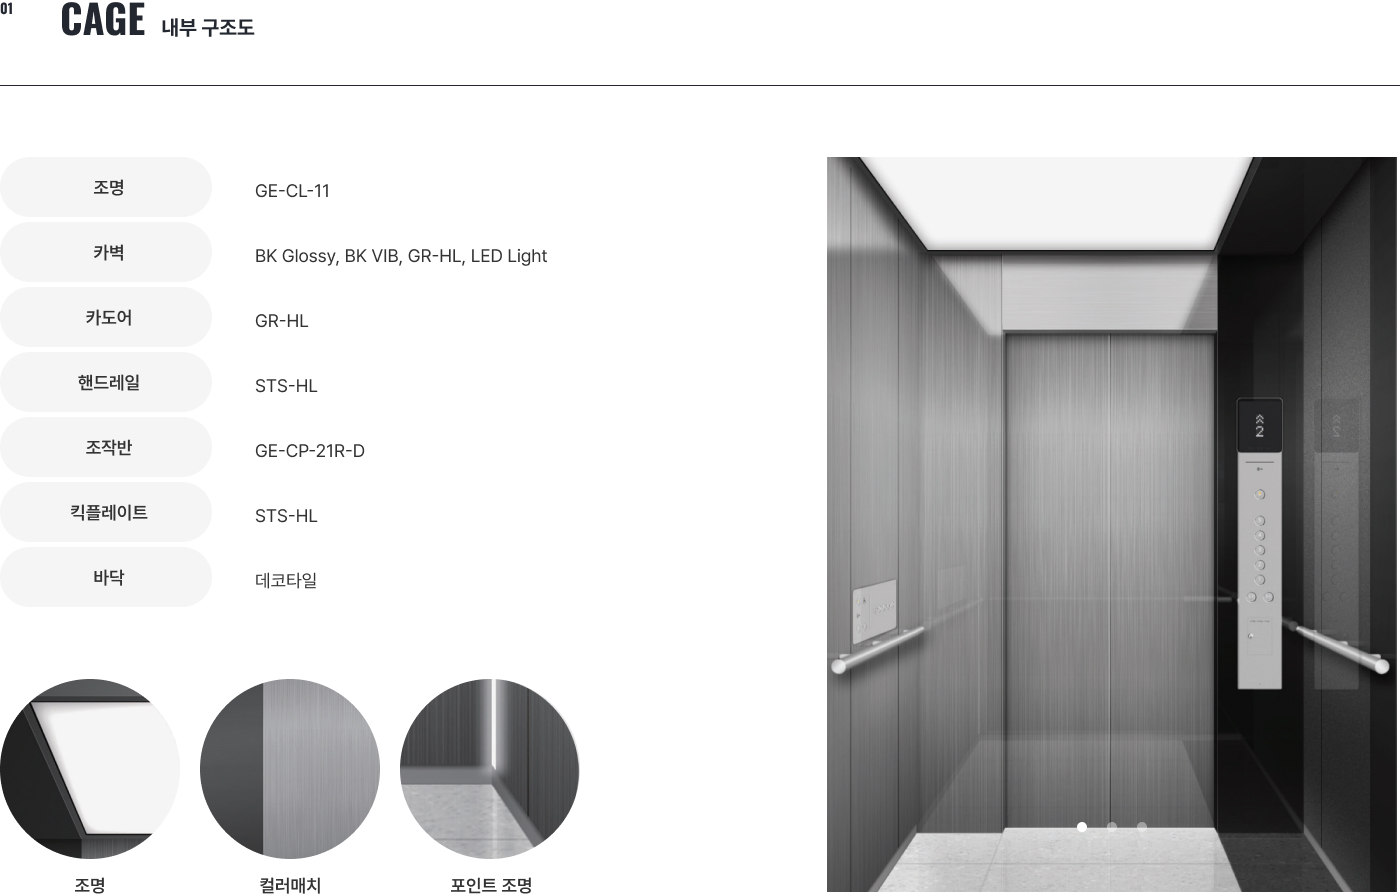 01
CAGE 내부 구조도
조명 GE-CL-11
카벽 BK Glossy, BK VIB, GR-HL, LED Light
카도어 GR-HL
핸드레일 STS-HL
조작반 GE-CP-21R-D
킥플레이트 STS-HL
바닥 데코타일
2
조명 컬러매치 포인트 조명